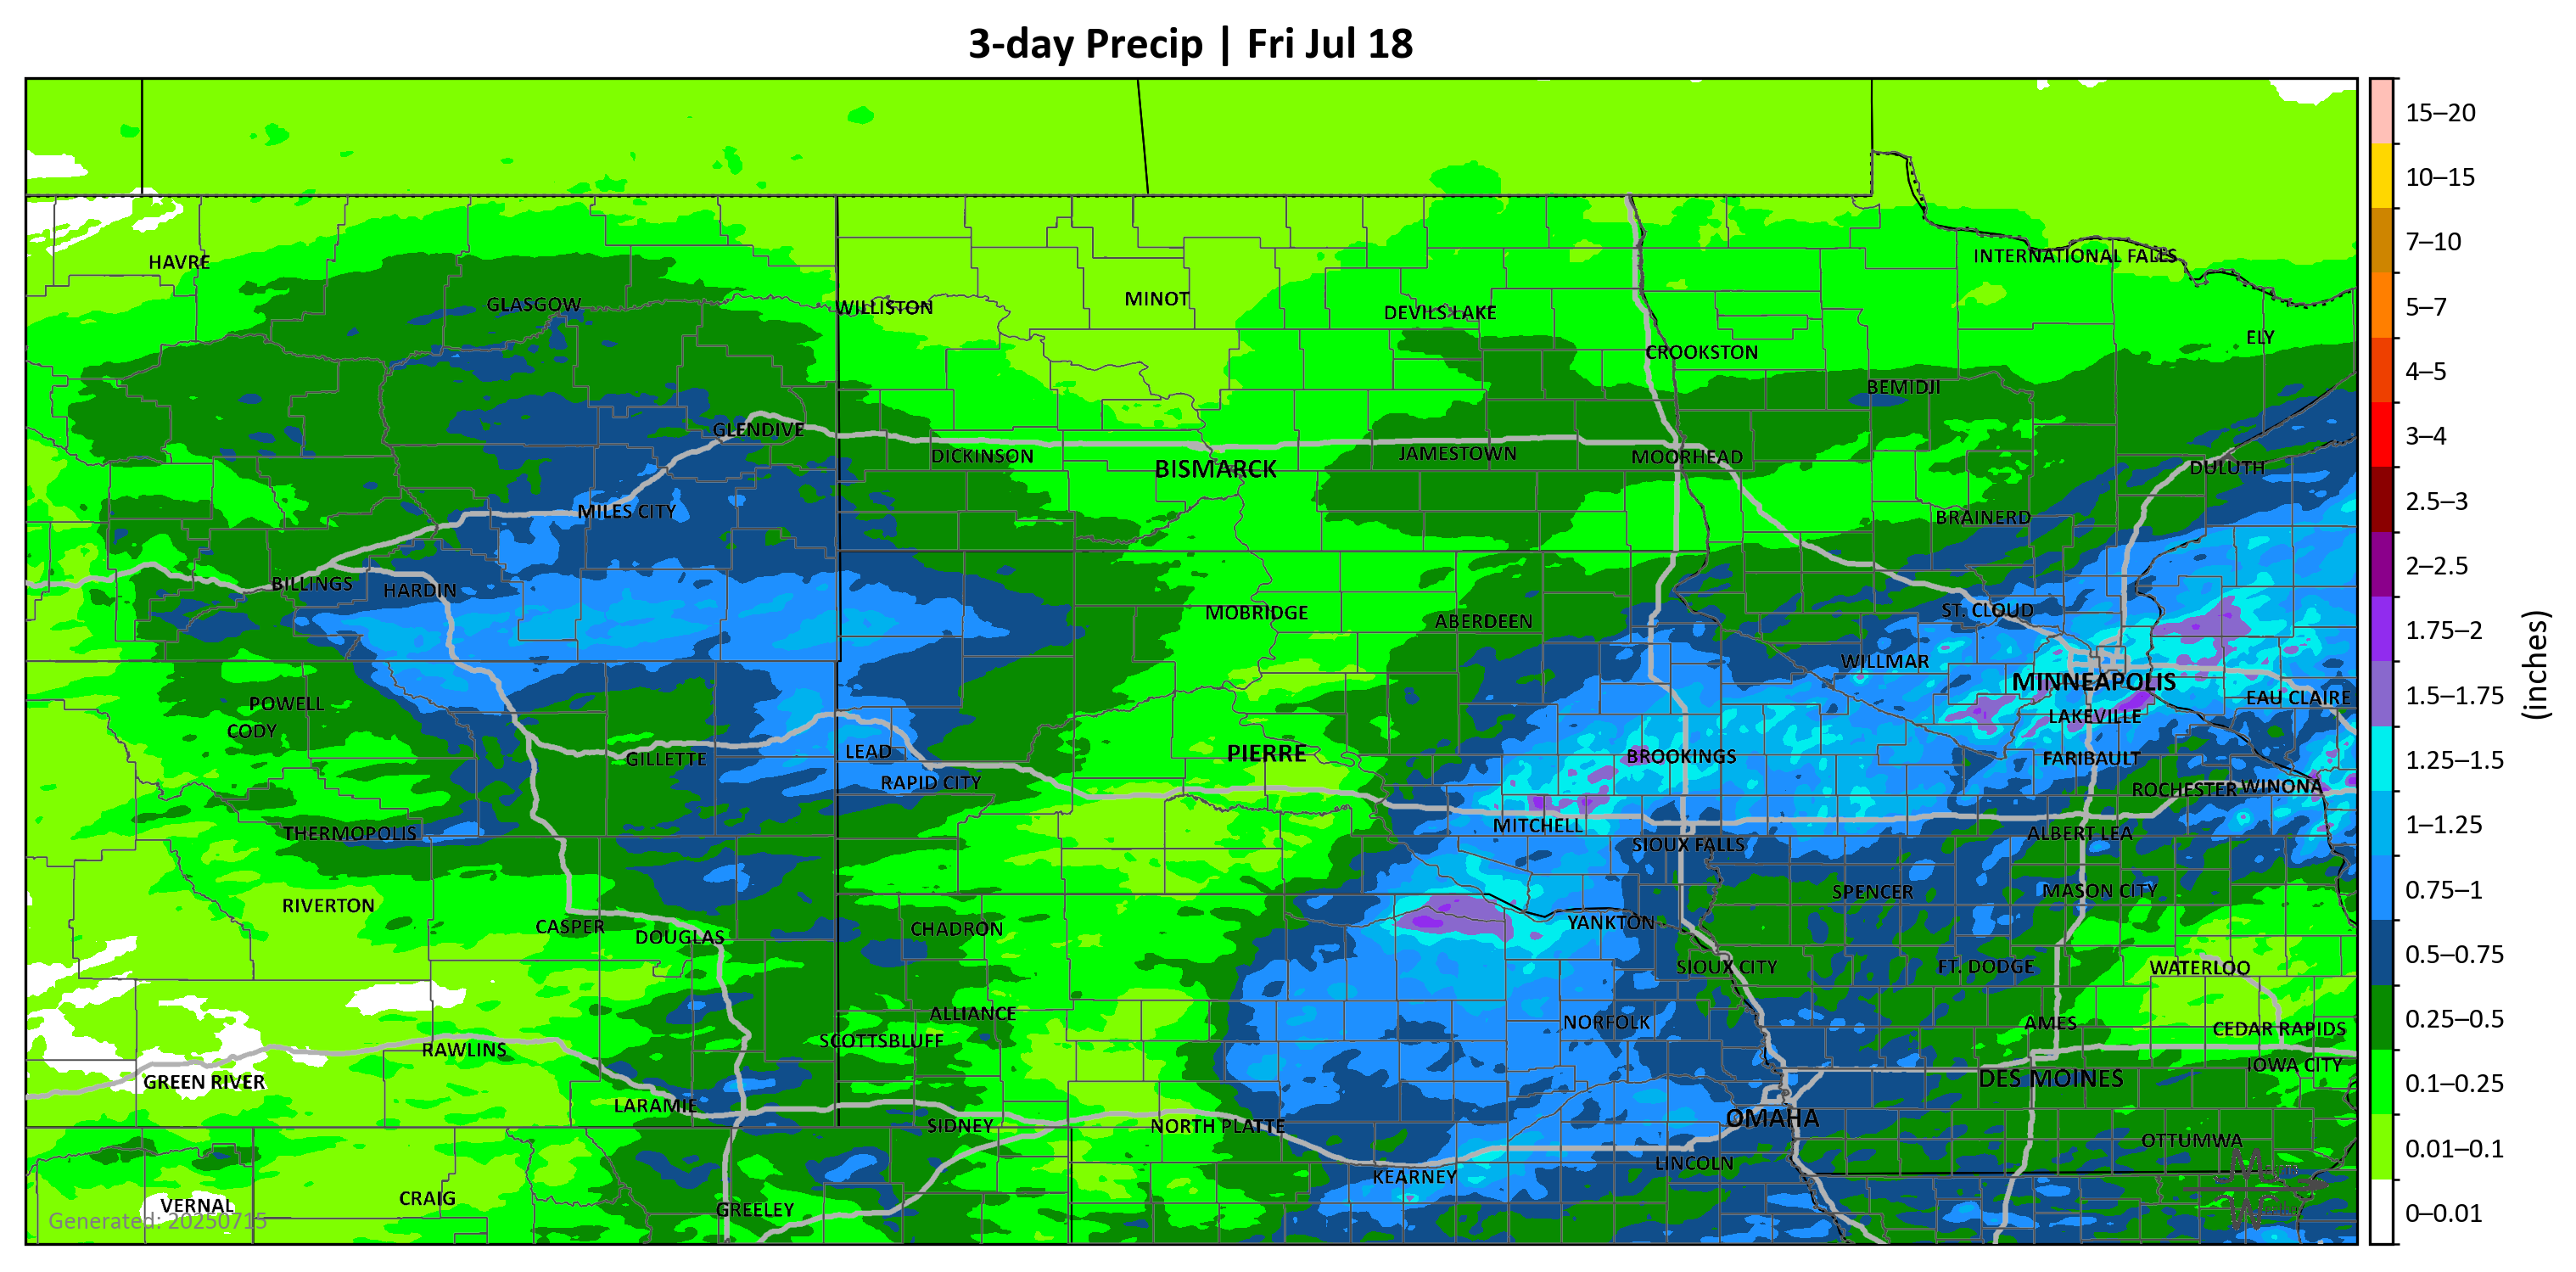 3-day Precip | Fri Jul 18
15–20
10–15
7–10
5–7
4–5
3–4
2.5–3
2–2.5
1.75–2
1.5–1.75
1.25–1.5
1–1.25
0.75–1
0.5–0.75
0.25–0.5
0.1–0.25
0.01–0.1
0–0.01
(inches)
HAVRE
INTERNATIONAL FALLS
GLASGOW
WILLISTON
MINOT
DEVILS LAKE
ELY
CROOKSTON
BEMIDJI
GLENDIVE
DICKINSON
BISMARCK
JAMESTOWN
MOORHEAD
DULUTH
MILES CITY
BRAINERD
BILLINGS
HARDIN
MOBRIDGE
ABERDEEN
ST. CLOUD
WILLMAR
MINNEAPOLIS
EAU CLAIRE
POWELL
LAKEVILLE
CODY
GILLETTE
LEAD
PIERRE
BROOKINGS
FARIBAULT
RAPID CITY
ROCHESTER
WINONA
THERMOPOLIS
MITCHELL
ALBERT LEA
SIOUX FALLS
RIVERTON
SPENCER
MASON CITY
CASPER
DOUGLAS
CHADRON
YANKTON
SIOUX CITY
FT. DODGE
WATERLOO
ALLIANCE
NORFOLK
AMES
CEDAR RAPIDS
RAWLINS
SCOTTSBLUFF
IOWA CITY
GREEN RIVER
DES MOINES
LARAMIE
SIDNEY
NORTH PLATTE
OMAHA
OTTUMWA
KEARNEY
LINCOLN
VERNAL
CRAIG
GREELEY
Generated: 20250715